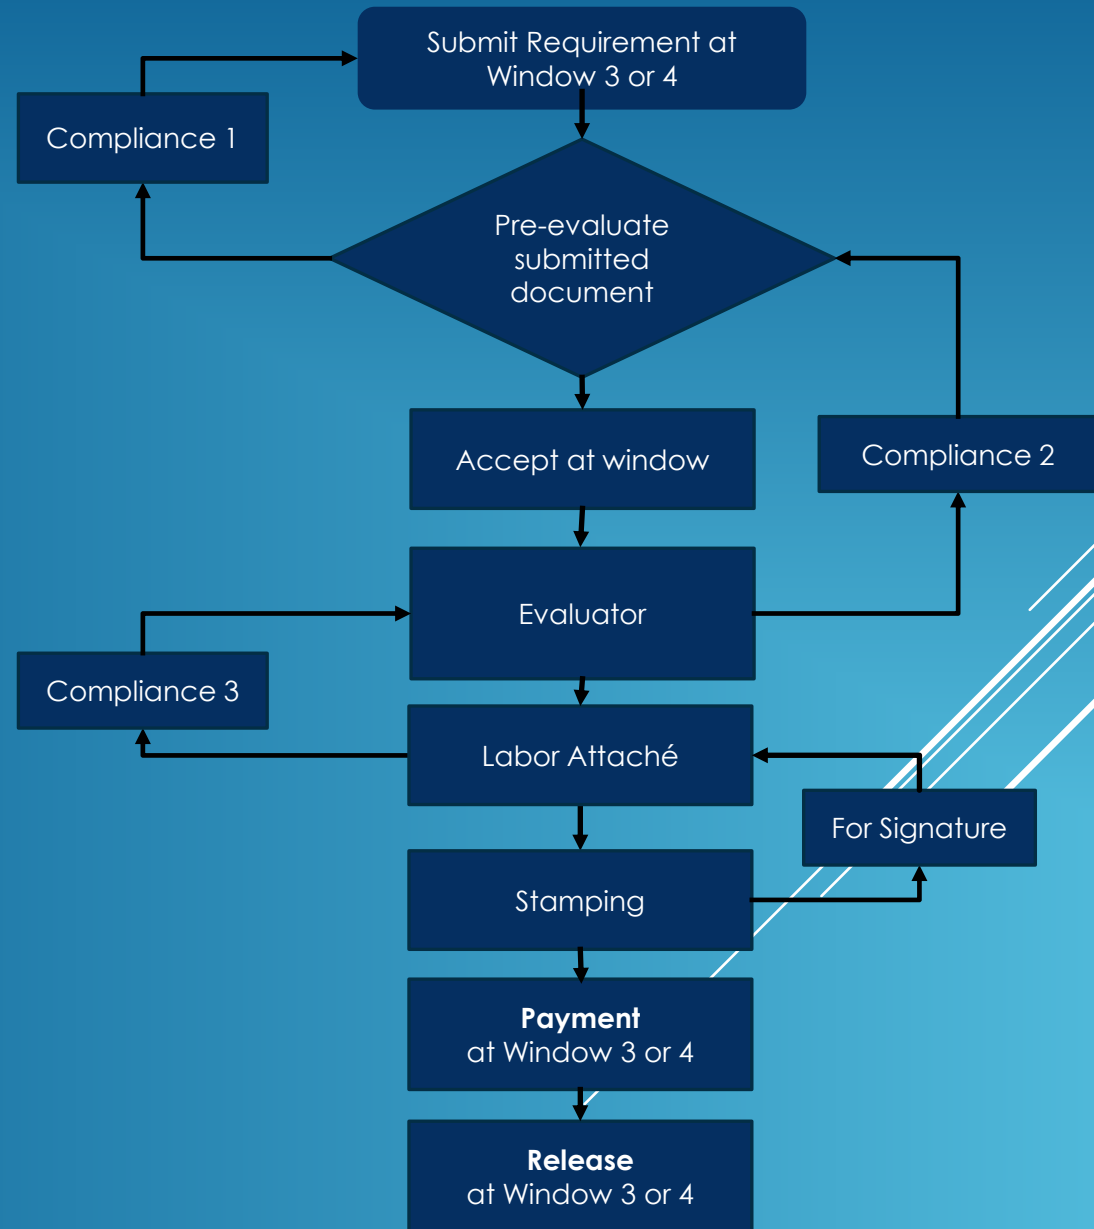 Submit Requirement at
Window 3 or 4
Compliance 1
Pre-evaluate
submitted
document
Accept at window
Compliance 2
Evaluator
Compliance 3
Labor Attaché
For Signature
Stamping
Payment
at Window 3 or 4
Release
at Window 3 or 4